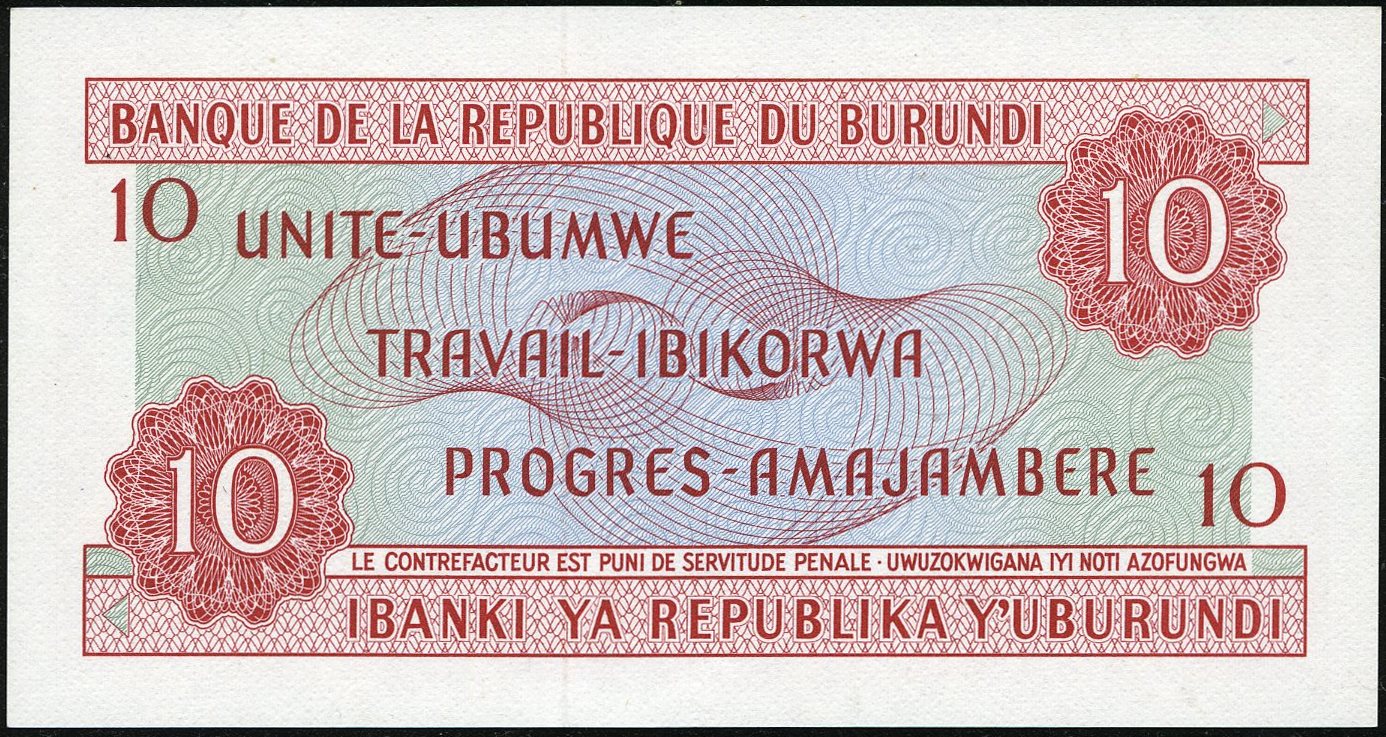 BANQUE DE LA REPUBLIQUE DU BURUNDI
10
10
UNITE-UBUMWE
TRAVAIL-IBIKORWA
PROGRES-AMAJAMBERE
10
10
LE CONTREFACTEUR EST PUNI DE SERVITUDE PENALE · UWUZOKWIGANA IYI NOTI AZOFUNGWA
IBANKI YA REPUBLIKA Y'UBURUNDI